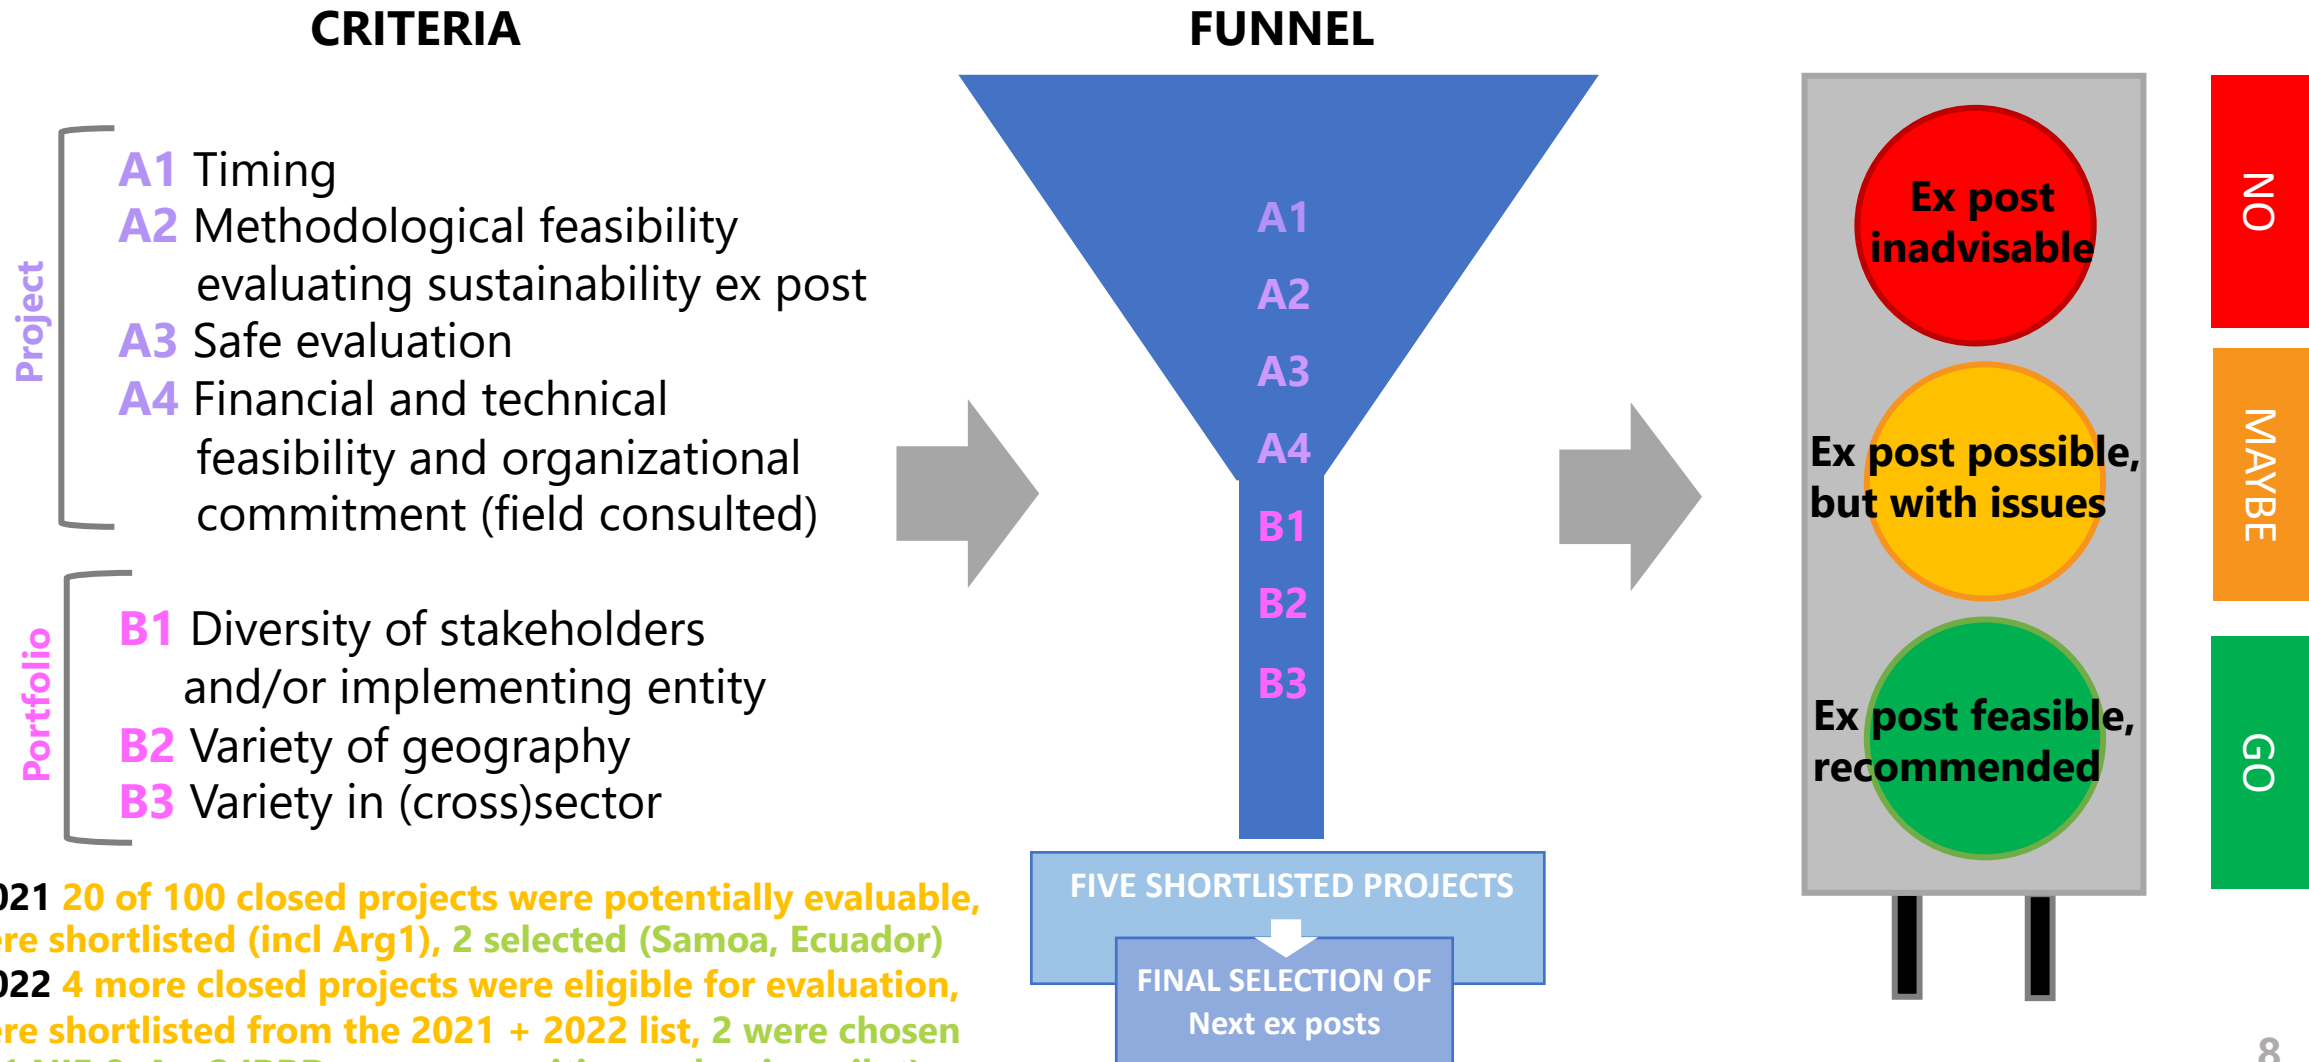 CRITERIA
FUNNEL
Project
A1 Timing
A2 Methodological feasibility
evaluating sustainability ex post
A3 Safe evaluation
A4 Financial and technical
feasibility and organizational
commitment (field consulted)
Portfolio
B1 Diversity of stakeholders
and/or implementing entity
B2 Variety of geography
B3 Variety in (cross)sector
021 20 of 100 closed projects were potentially evaluable,
ere shortlisted (incl Arg1), 2 selected (Samoa, Ecuador)
022 4 more closed projects were eligible for evaluation,
ere shortlisted from the 2021 + 2022 list, 2 were chosen
A1
A2
A3
A4
B1
B2
B3
FIVE SHORTLISTED PROJECTS
FINAL SELECTION OF
Next ex posts
Ex post
inadvisable
Ex post possible,
but with issues
Ex post feasible,
recommended
NO
MAYBE
GO
8